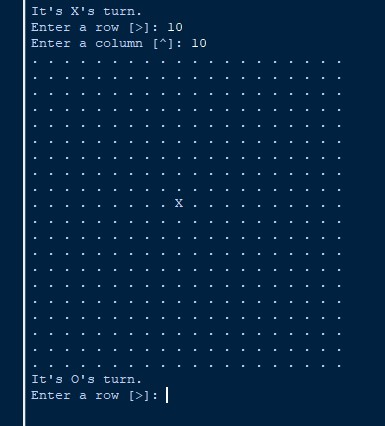 It's X's turn.
Enter a row [>]: 10
Enter a column [^]: 10
. . . . . . . . . . . . . . . . . . . .
. . . . . . . . . . . . . . . . . . . .
. . . . . . . . . . . . . . . . . . . .
. . . . . . . . . . . . . . . . . . . .
. . . . . . . . . . . . . . . . . . . .
. . . . . . . . . . . . . . . . . . . .
. . . . . . . . . . . . . . . . . . . .
. . . . . . . . . . . . . . . . . . . .
. . . . . . . . . . . . . . . . . . . .
. . . . . . . . . X . . . . . . . . . .
. . . . . . . . . . . . . . . . . . . .
. . . . . . . . . . . . . . . . . . . .
. . . . . . . . . . . . . . . . . . . .
. . . . . . . . . . . . . . . . . . . .
. . . . . . . . . . . . . . . . . . . .
. . . . . . . . . . . . . . . . . . . .
. . . . . . . . . . . . . . . . . . . .
. . . . . . . . . . . . . . . . . . . .
. . . . . . . . . . . . . . . . . . . .
. . . . . . . . . . . . . . . . . . . .
It's O's turn.
Enter a row [>]: